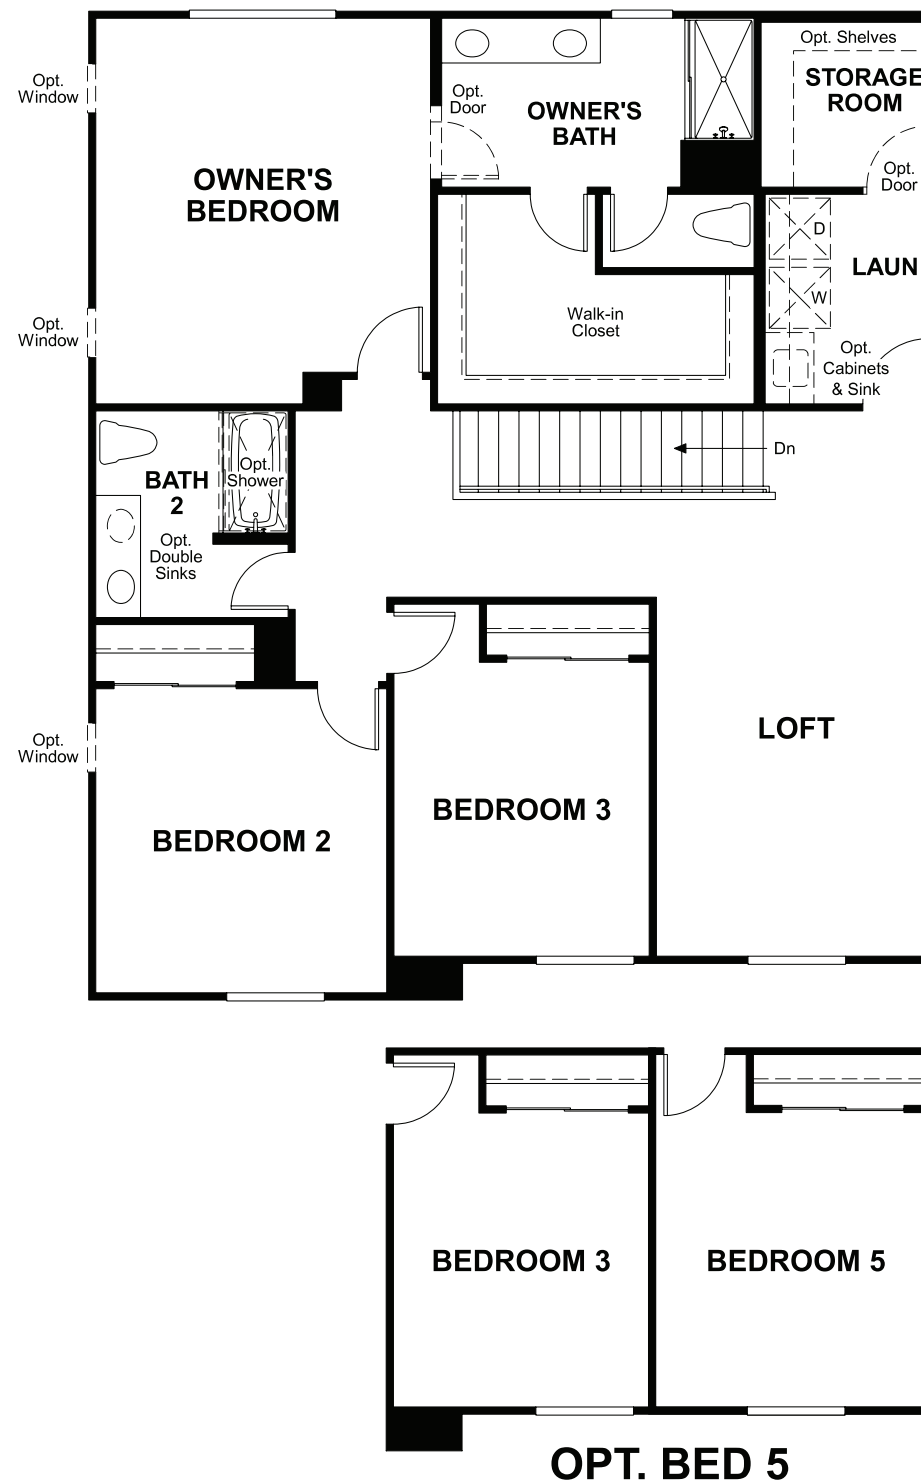 Opt. Shelves
STORAGE
ROOM
Opt.
Window
Opt.
Door
OWNER'S
BATH
Opt.
Door
OWNER'S
BEDROOM
D
LAUN
W
Opt.
Window
Walk-in
Closet
Opt.
Cabinets
& Sink
Dn
BATH
2
Opt.
Shower
Opt.
Double
Sinks
Opt.
Window
LOFT
BEDROOM 3
BEDROOM 2
BEDROOM 3
BEDROOM 5
OPT. BED 5